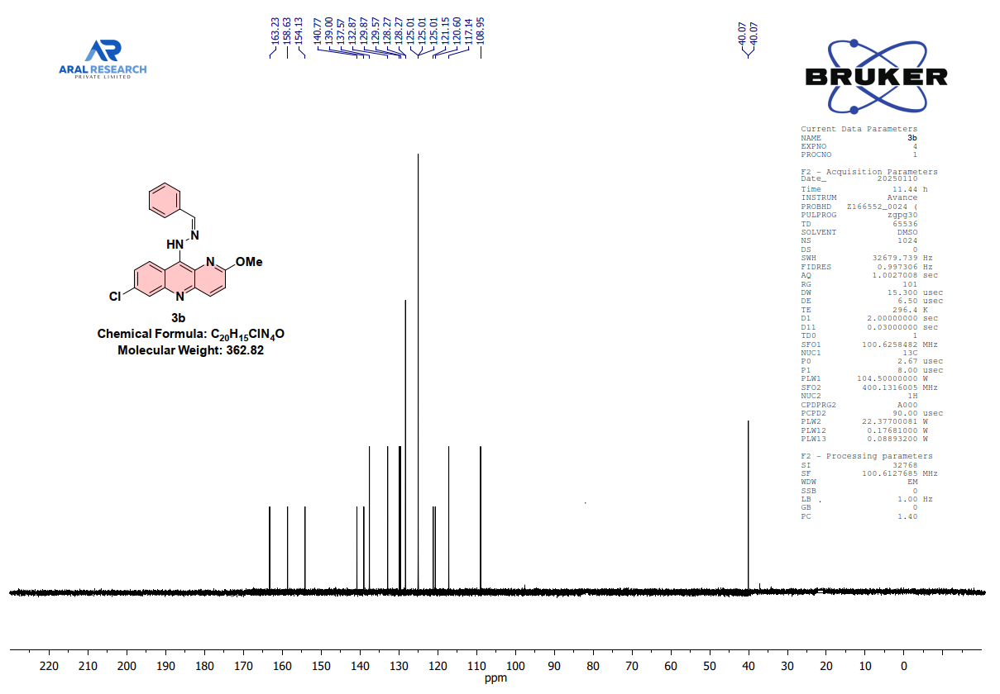 163.23
158.63
154.13
140.77
139.00
137.57
132.87
129.87
129.57
128.27
128.27
125.01
125.01
125.01
121.15
120.60
117.14
108.95
40.07
40.07
ARAL RESEARCH
PRIVATE LIMITED
BRUKER
Current Data Parameters
NAME 3b
EXPNO 4
PROCNO 1
F2 - Acquisition Parameters
Date_ 20250110
Time 11.44 h
INSTRUM Avance
PROBHD Z166552_0024 (
PULPROG zgpg30
TD 65536
SOLVENT DMSO
NS 1024
DS 0
SWH 32679.739 Hz
FIDRES 0.997306 Hz
AQ 1.0027008 sec
RG 101
DW 15.300 usec
DE 6.50 usec
TE 296.4 K
D1 2.00000000 sec
D11 0.03000000 sec
TD0 1
SFO1 100.6258482 MHz
NUC1 13C
P0 2.67 usec
P1 8.00 usec
PLW1 104.50000000 W
SFO2 400.1316005 MHz
NUC2 1H
CPDPRG2 A000
PCPD2 90.00 usec
PLW2 22.37700081 W
PLW12 0.17681000 W
PLW13 0.08893200 W
F2 - Processing parameters
SI 32768
SF 100.6127685 MHz
WDW EM
SSB 0
LB . 1.00 Hz
GB 0
PC 1.40
N
HN
N
OMe
Cl
N
3b
Chemical Formula: C₂₀H₁₅ClN₄O
Molecular Weight: 362.82
220 210 200 190 180 170 160 150 140 130 120 110 100 90 80 70 60 50 40 30 20 10 0
ppm